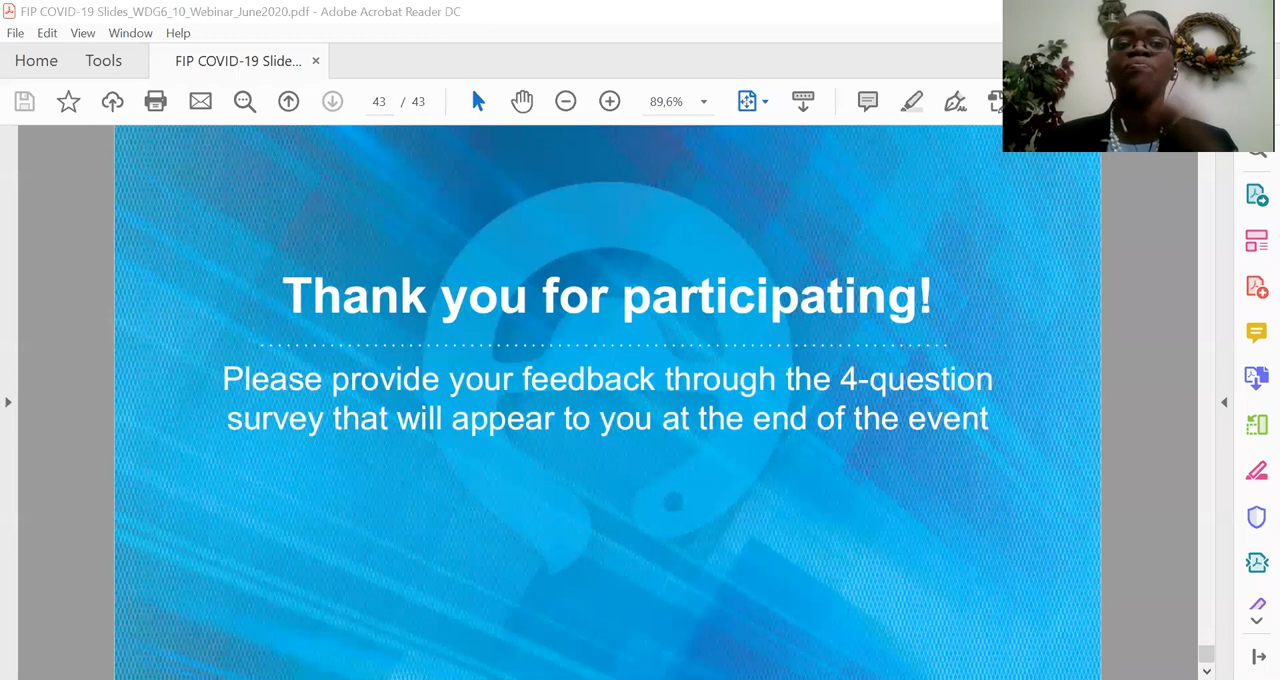 FIP COVID-19 Slides_WDG6_10_Webinar_June2020.pdf - Adobe Acrobat Reader DC
File Edit View Window Help
Home Tools FIP COVID-19 Slide... ×
43 / 43 89,6%
Thank you for participating!
Please provide your feedback through the 4-question
survey that will appear to you at the end of the event